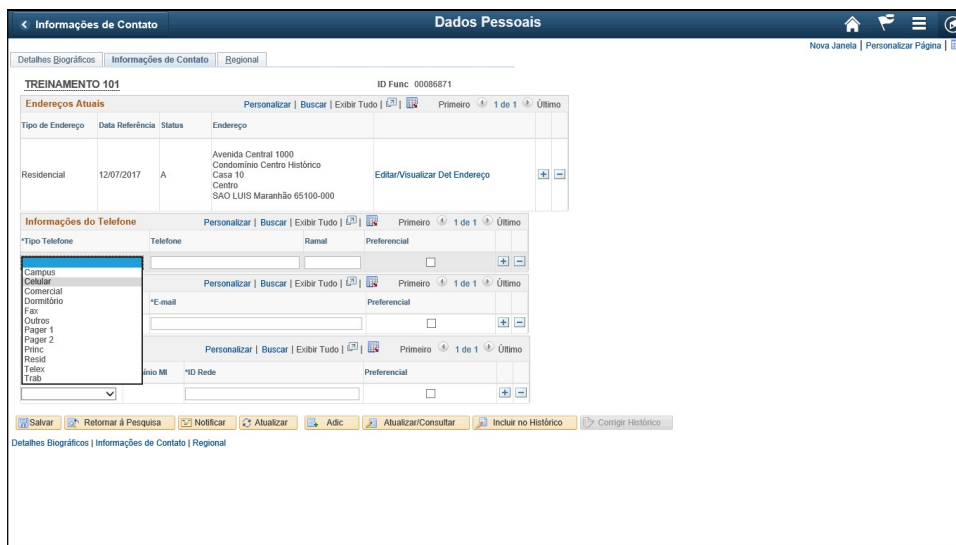 Informações de Contato
Dados Pessoais
Nova Janela | Personalizar Página |
Detalhes Biográficos
Informações de Contato
Regional
TREINAMENTO 101
ID Func 00086871
Endereços Atuais
Personalizar | Buscar | Exibir Tudo |
Primeiro 1 de 1 Último
Tipo de Endereço Data Referência Status Endereço
Residencial 12/07/2017 A
Avenida Central 1000
Condomínio Centro Histórico
Casa 10
Centro
SAO LUIS Maranhão 65100-000
Editar/Visualizar Det Endereço
Informações do Telefone
Personalizar | Buscar | Exibir Tudo |
Primeiro 1 de 1 Último
*Tipo Telefone Telefone Ramal Preferencial
Campus
Celular
Comercial
Dormitório
Fax
Outros
Pager 1
Pager 2
Princ
Resid
Telex
Trab
Personalizar | Buscar | Exibir Tudo |
Primeiro 1 de 1 Último
*E-mail Preferencial
Personalizar | Buscar | Exibir Tudo |
Primeiro 1 de 1 Último
ínio MI *ID Rede Preferencial
Salvar Retornar à Pesquisa Notificar Atualizar Adic Atualizar/Consultar Incluir no Histórico Corrigir Histórico
Detalhes Biográficos | Informações de Contato | Regional